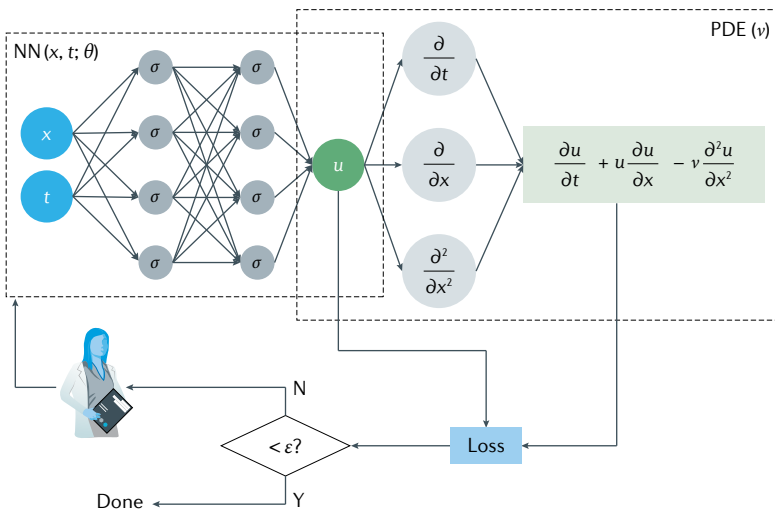 NN(x, t; θ)
PDE (ν)
x
t
σ
σ
σ
σ
σ
σ
σ
σ
u
∂/∂t
∂/∂x
∂²/∂x²
∂u/∂t + u ∂u/∂x − ν ∂²u/∂x²
N
< ε?
Loss
Y
Done